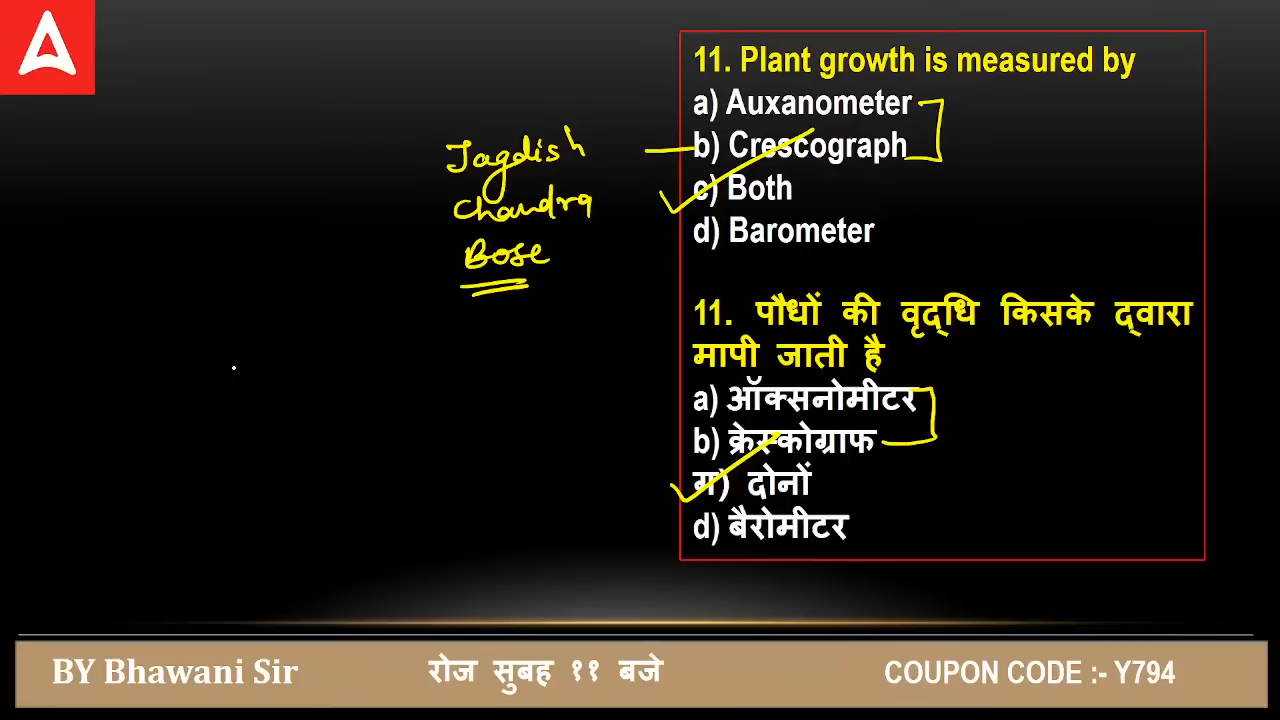 11. Plant growth is measured by
a) Auxanometer
b) Crescograph
c) Both
d) Barometer
Jagdish
Chandra
Bose
11. पौधों की वृद्धि किसके द्वारा
मापी जाती है
a) ऑक्सनोमीटर
b) क्रेस्कोग्राफ
ग) दोनों
d) बैरोमीटर
BY Bhawani Sir
रोज सुबह ११ बजे
COUPON CODE :- Y794